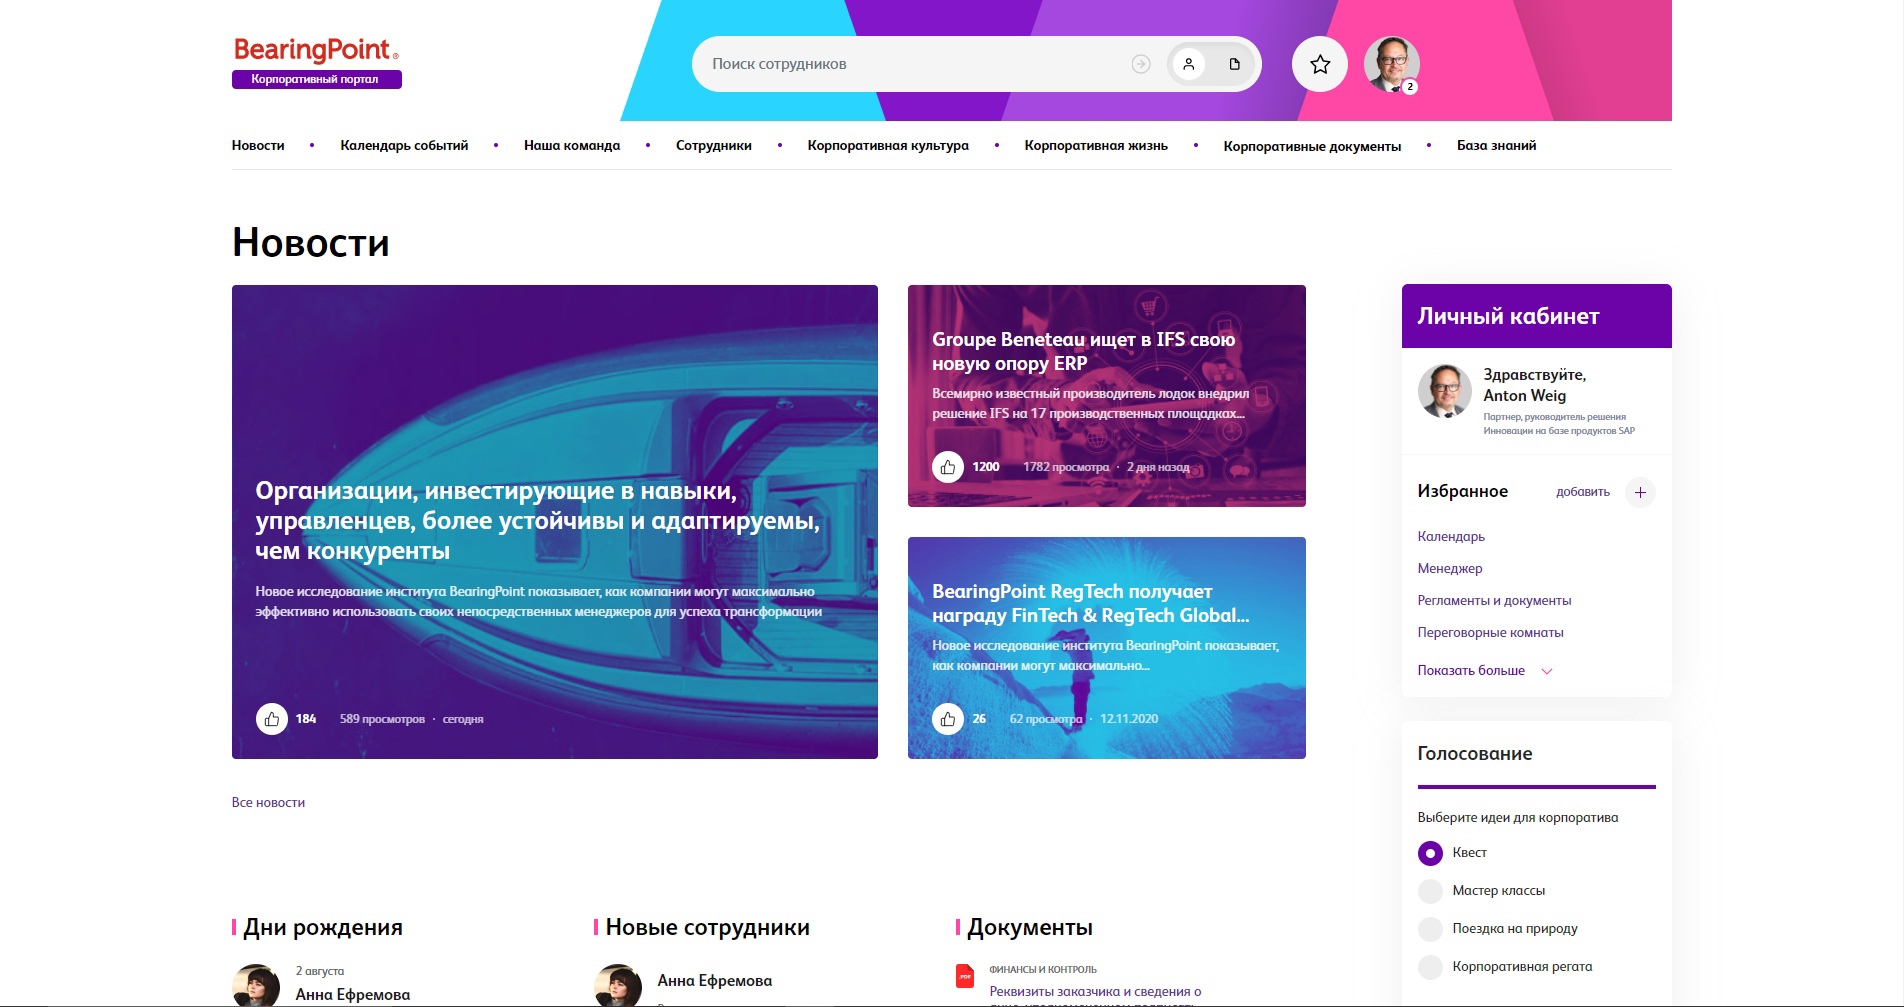 BearingPoint®
Корпоративный портал
Поиск сотрудников
2
Новости • Календарь событий • Наша команда • Сотрудники • Корпоративная культура • Корпоративная жизнь • Корпоративные документы • База знаний
Новости
Организации, инвестирующие в навыки,
управленцев, более устойчивы и адаптируемы,
чем конкуренты
Новое исследование института BearingPoint показывает, как компании могут максимально
эффективно использовать своих непосредственных менеджеров для успеха трансформации
184 589 просмотров · сегодня
Groupe Beneteau ищет в IFS свою
новую опору ERP
Всемирно известный производитель лодок внедрил
решение IFS на 17 производственных площадках...
1200 1782 просмотра · 2 дня назад
BearingPoint RegTech получает
награду FinTech & RegTech Global...
Новое исследование института BearingPoint показывает,
как компании могут максимально...
26 62 просмотра · 12.11.2020
Все новости
Личный кабинет
Здравствуйте,
Anton Weig
Партнер, руководитель решения
Инновации на базе продуктов SAP
Избранное добавить
Календарь
Менеджер
Регламенты и документы
Переговорные комнаты
Показать больше
Голосование
Выберите идеи для корпоратива
Квест
Мастер классы
Поездка на природу
Корпоративная регата
Дни рождения
2 августа
Анна Ефремова
Новые сотрудники
Анна Ефремова
Документы
PDF
ФИНАНСЫ И КОНТРОЛЬ
Реквизиты заказчика и сведения о